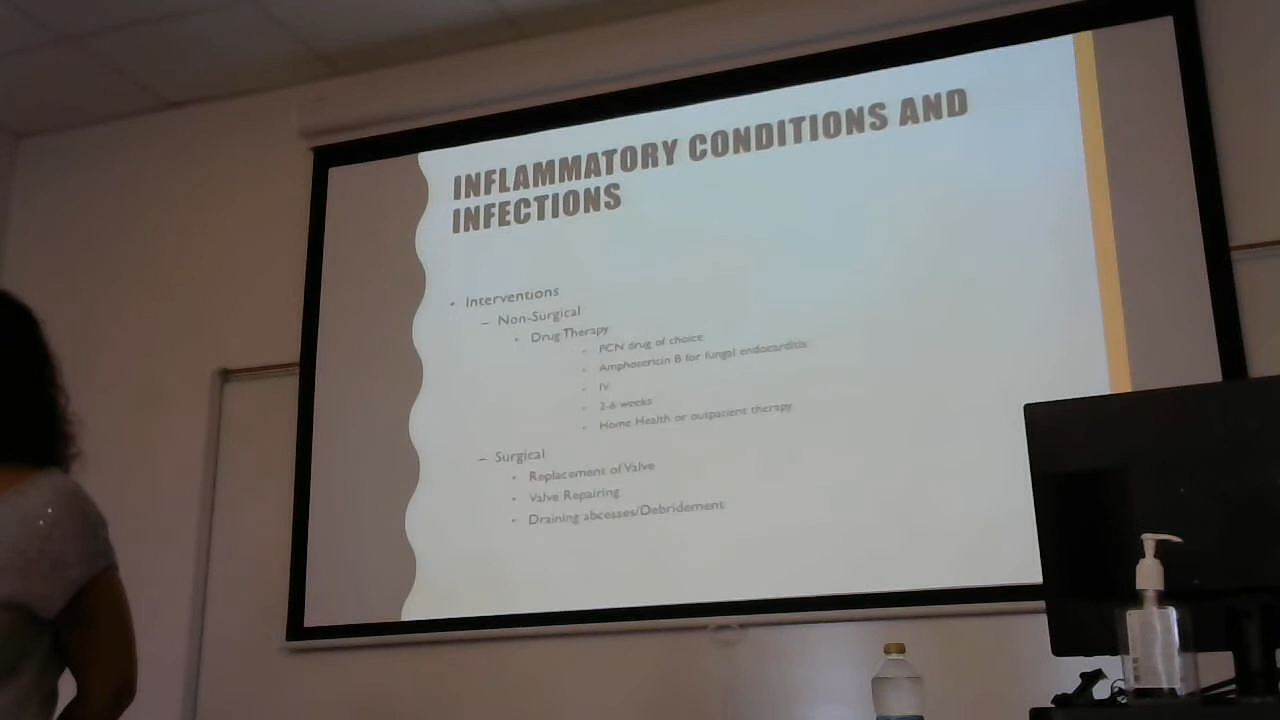 INFLAMMATORY CONDITIONS AND
INFECTIONS
• Interventions
– Non-Surgical
• Drug Therapy
• PCN drug of choice
• Amphotericin B for fungal endocarditis
• IV
• 2-6 weeks
• Home Health or outpatient therapy
– Surgical
• Replacement of Valve
• Valve Repairing
• Draining abcesses/Debridement